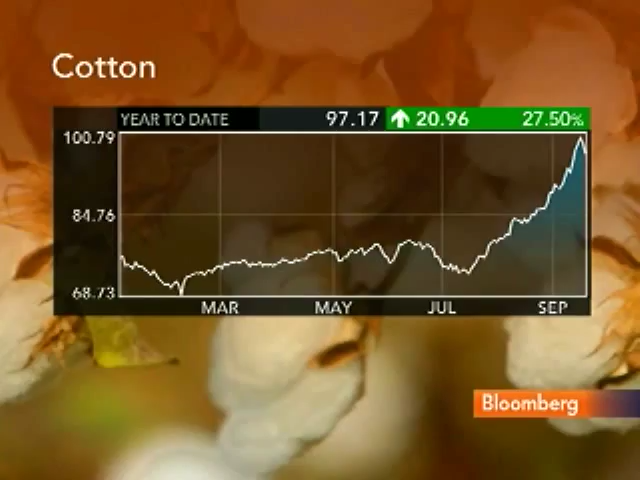 Cotton
YEAR TO DATE 97.17 20.96 27.50%
100.79
84.76
68.73
MAR MAY JUL SEP
Bloomberg